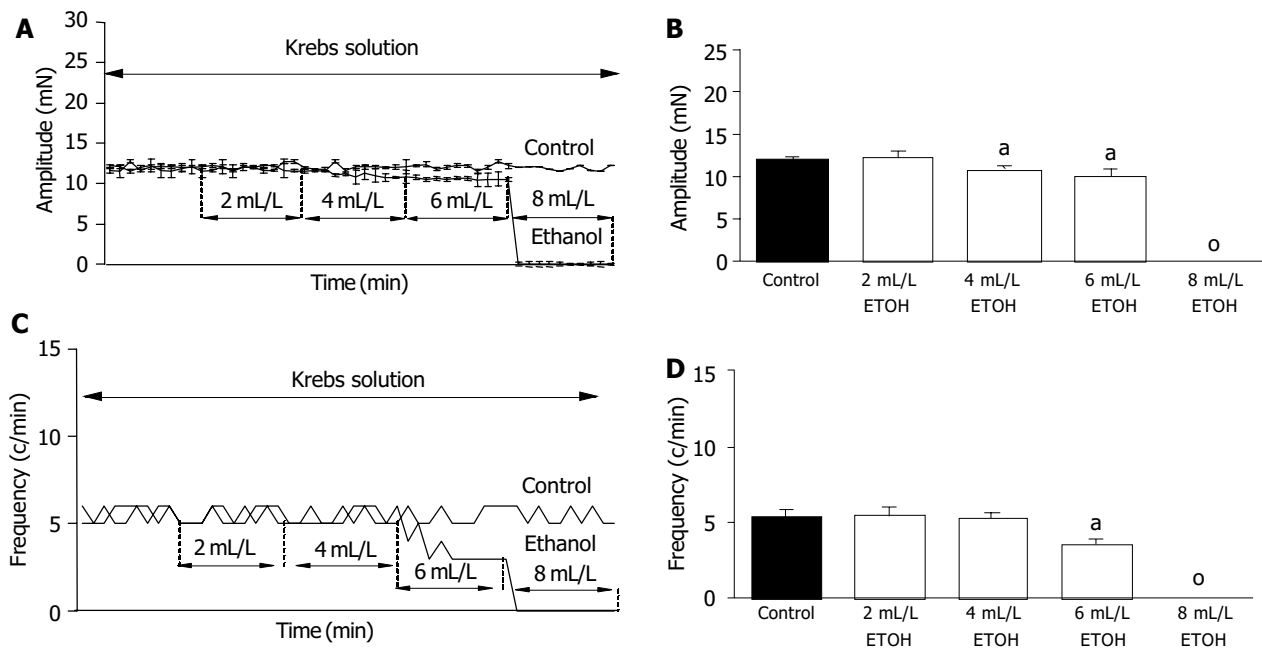 A
30
25
20
15
10
5
0
Amplitude (mN)
Krebs solution
Control
2 mL/L
4 mL/L
6 mL/L
8 mL/L
Ethanol
Time (min)
B
25
20
15
10
5
0
Amplitude (mN)
a
a
o
Control
2 mL/L
ETOH
4 mL/L
ETOH
6 mL/L
ETOH
8 mL/L
ETOH
C
15
10
5
0
Frequency (c/min)
Krebs solution
Control
Ethanol
2 mL/L
4 mL/L
6 mL/L
8 mL/L
Time (min)
D
15
10
5
0
Frequency (c/min)
a
o
Control
2 mL/L
ETOH
4 mL/L
ETOH
6 mL/L
ETOH
8 mL/L
ETOH